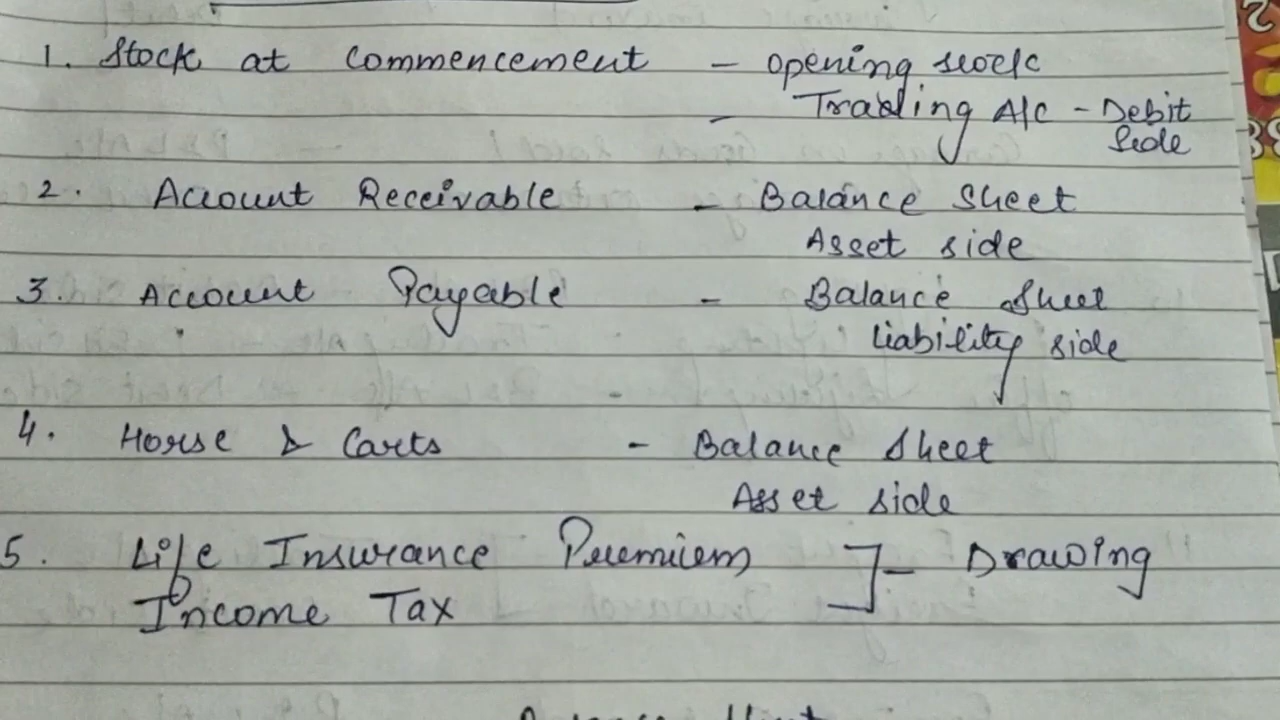 1. Stock at commencement - opening stock
- Trading A/c - Debit
Side
2. Account Receivable - Balance Sheet
Asset side
3. Account Payable - Balance Sheet
liability side
4. Horse & Carts - Balance Sheet
Asset side
5. Life Insurance Premium ]- Drawing
Income Tax